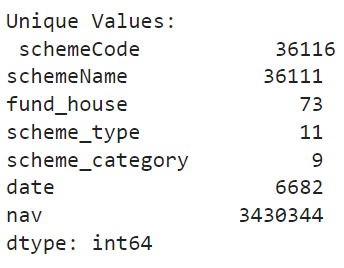 Unique Values:
schemeCode 36116
schemeName 36111
fund_house 73
scheme_type 11
scheme_category 9
date 6682
nav 3430344
dtype: int64